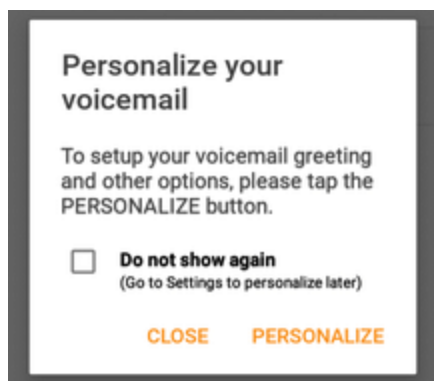 Personalize your
voicemail
To setup your voicemail greeting
and other options, please tap the
PERSONALIZE button.
Do not show again
(Go to Settings to personalize later)
CLOSE PERSONALIZE